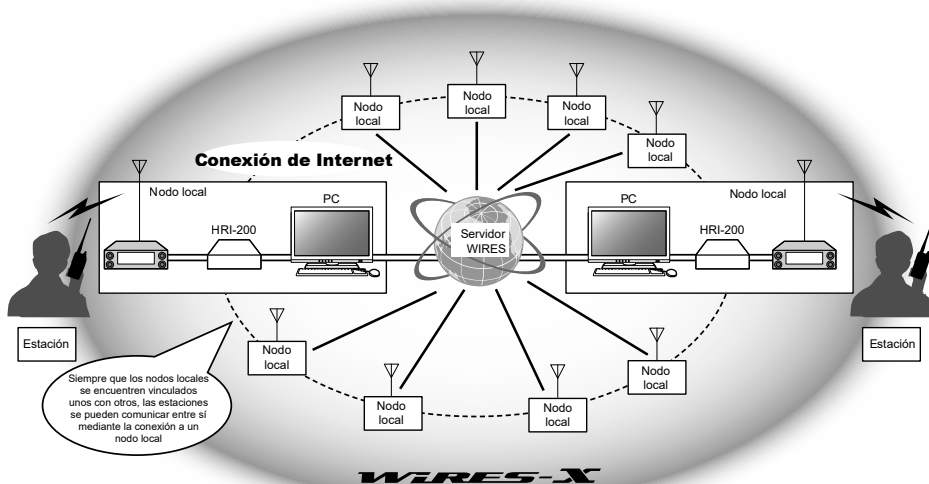 Nodo
local
Nodo
local
Nodo
local
Nodo
local
Conexión de Internet
Nodo local
PC
HRI-200
Servidor
WIRES
PC
Nodo local
HRI-200
Estación
Estación
Nodo
local
Nodo
local
Nodo
local
Nodo
local
Siempre que los nodos locales
se encuentren vinculados
unos con otros, las estaciones
se pueden comunicar entre sí
mediante la conexión a un
nodo local
WIRES-X